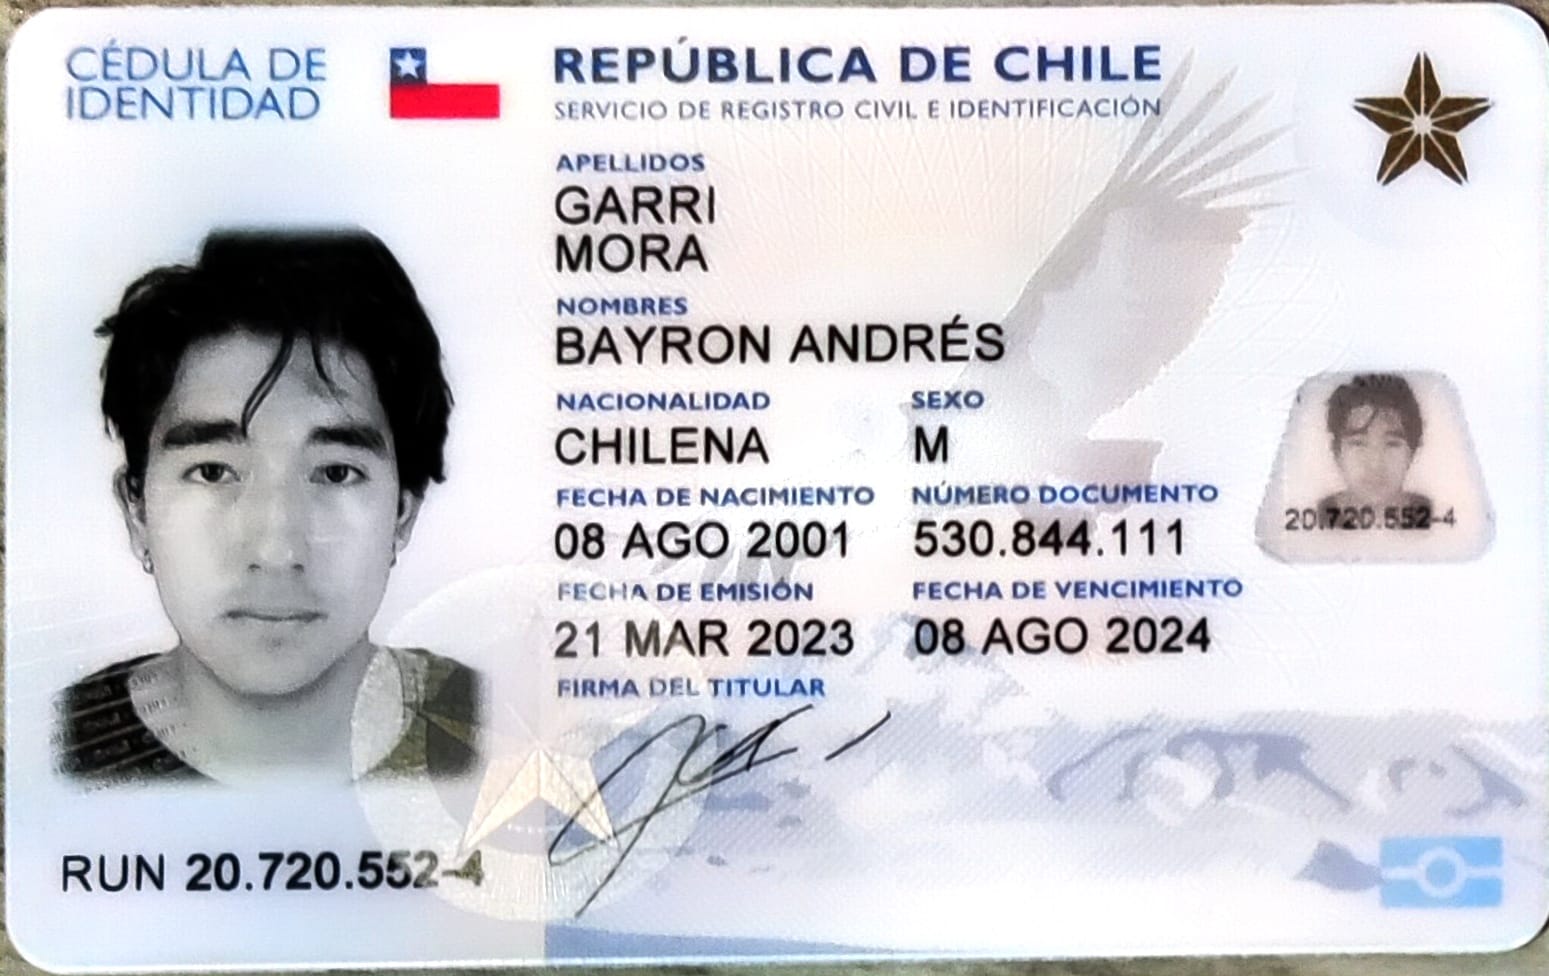 CÉDULA DE
IDENTIDAD
REPÚBLICA DE CHILE
SERVICIO DE REGISTRO CIVIL E IDENTIFICACIÓN
APELLIDOS
GARRI
MORA
NOMBRES
BAYRON ANDRÉS
NACIONALIDAD SEXO
CHILENA M
FECHA DE NACIMIENTO NÚMERO DOCUMENTO
08 AGO 2001 530.844.111
20.720.552-4
FECHA DE EMISIÓN FECHA DE VENCIMIENTO
21 MAR 2023 08 AGO 2024
FIRMA DEL TITULAR
RUN 20.720.552-4